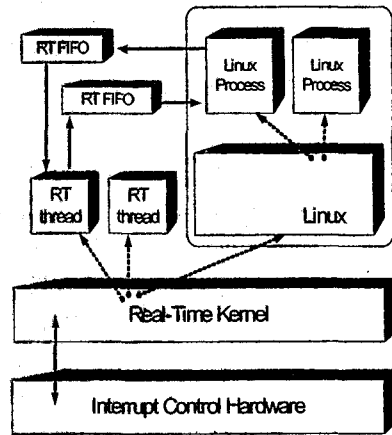 RT FIFO
Linux
Process
Linux
Process
RT FIFO
RT
thread
RT
thread
Linux
Real-Time Kernel
Interrupt Control Hardware